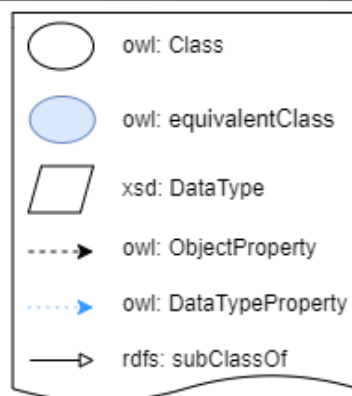 owl: Class
owl: equivalentClass
xsd: DataType
owl: ObjectProperty
owl: DataTypeProperty
rdfs: subClassOf